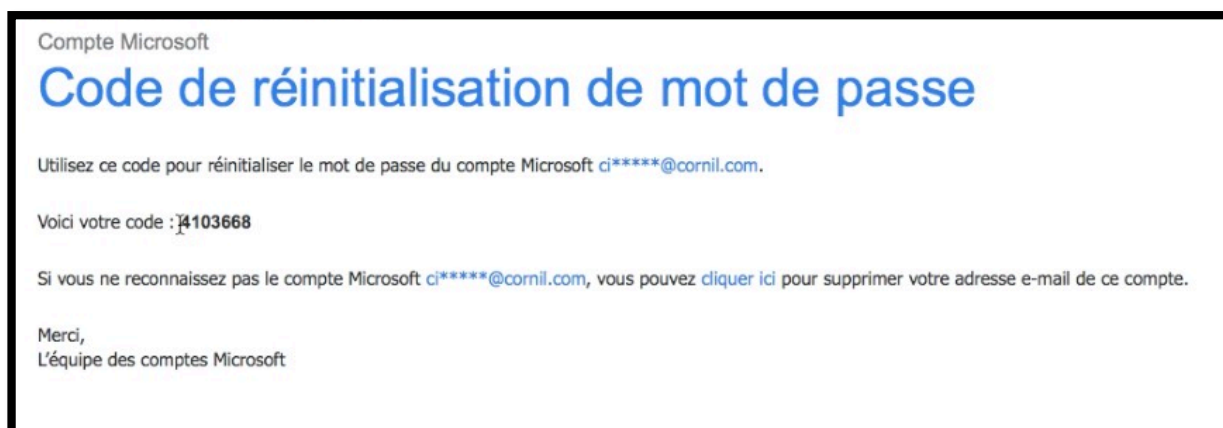 Compte Microsoft
Code de réinitialisation de mot de passe
Utilisez ce code pour réinitialiser le mot de passe du compte Microsoft ci*****@cornil.com.
Voici votre code : 4103668
Si vous ne reconnaissez pas le compte Microsoft ci*****@cornil.com, vous pouvez cliquer ici pour supprimer votre adresse e-mail de ce compte.
Merci,
L'équipe des comptes Microsoft